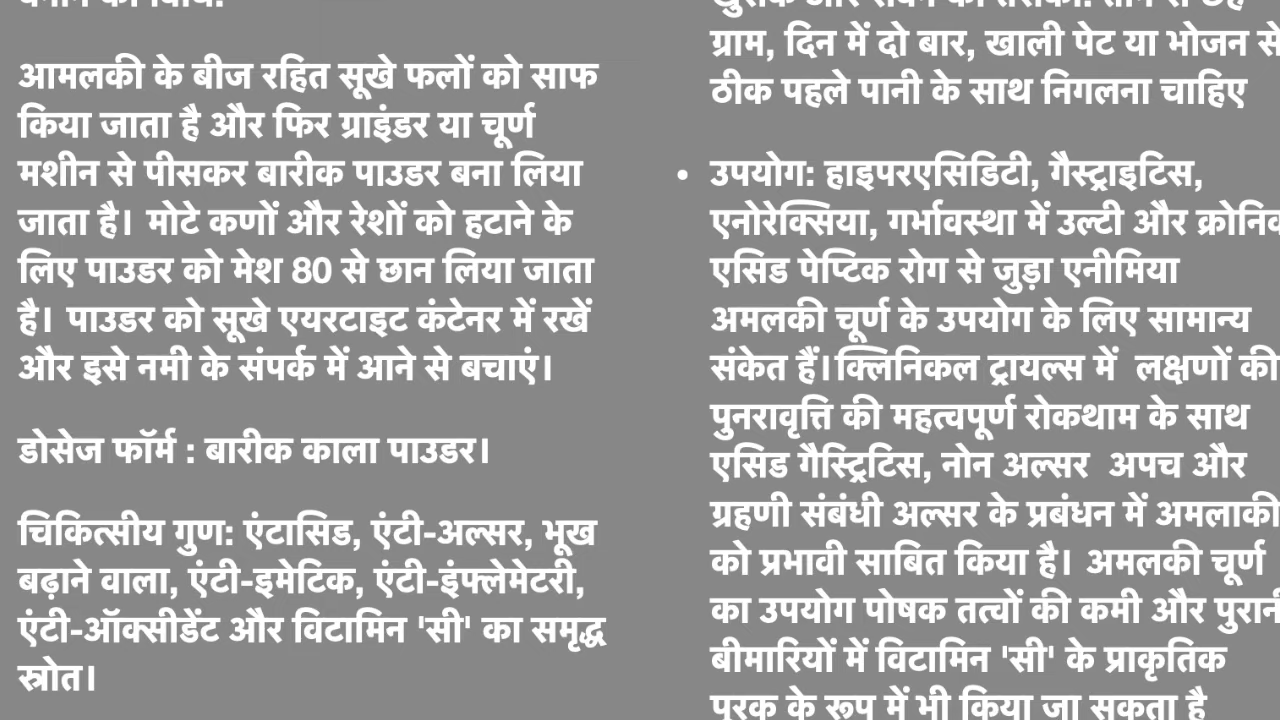 बनाने की विधि:
आमलकी के बीज रहित सूखे फलों को साफ
किया जाता है और फिर ग्राइंडर या चूर्ण
मशीन से पीसकर बारीक पाउडर बना लिया
जाता है। मोटे कणों और रेशों को हटाने के
लिए पाउडर को मेश 80 से छान लिया जाता
है। पाउडर को सूखे एयरटाइट कंटेनर में रखें
और इसे नमी के संपर्क में आने से बचाएं।
डोसेज फॉर्म : बारीक काला पाउडर।
चिकित्सीय गुण: एंटासिड, एंटी-अल्सर, भूख
बढ़ाने वाला, एंटी-इमेटिक, एंटी-इंफ्लेमेटरी,
एंटी-ऑक्सीडेंट और विटामिन 'सी' का समृद्ध
स्रोत।
ग्राम, दिन में दो बार, खाली पेट या भोजन से
ठीक पहले पानी के साथ निगलना चाहिए
• उपयोग: हाइपरएसिडिटी, गैस्ट्राइटिस,
एनोरेक्सिया, गर्भावस्था में उल्टी और क्रोनिक
एसिड पेप्टिक रोग से जुड़ा एनीमिया
अमलकी चूर्ण के उपयोग के लिए सामान्य
संकेत हैं।क्लिनिकल ट्रायल्स में लक्षणों की
पुनरावृत्ति की महत्वपूर्ण रोकथाम के साथ
एसिड गैस्ट्रिटिस, नोन अल्सर अपच और
ग्रहणी संबंधी अल्सर के प्रबंधन में अमलाकी
को प्रभावी साबित किया है। अमलकी चूर्ण
का उपयोग पोषक तत्वों की कमी और पुरानी
बीमारियों में विटामिन 'सी' के प्राकृतिक
पूरक के रूप में भी किया जा सकता है